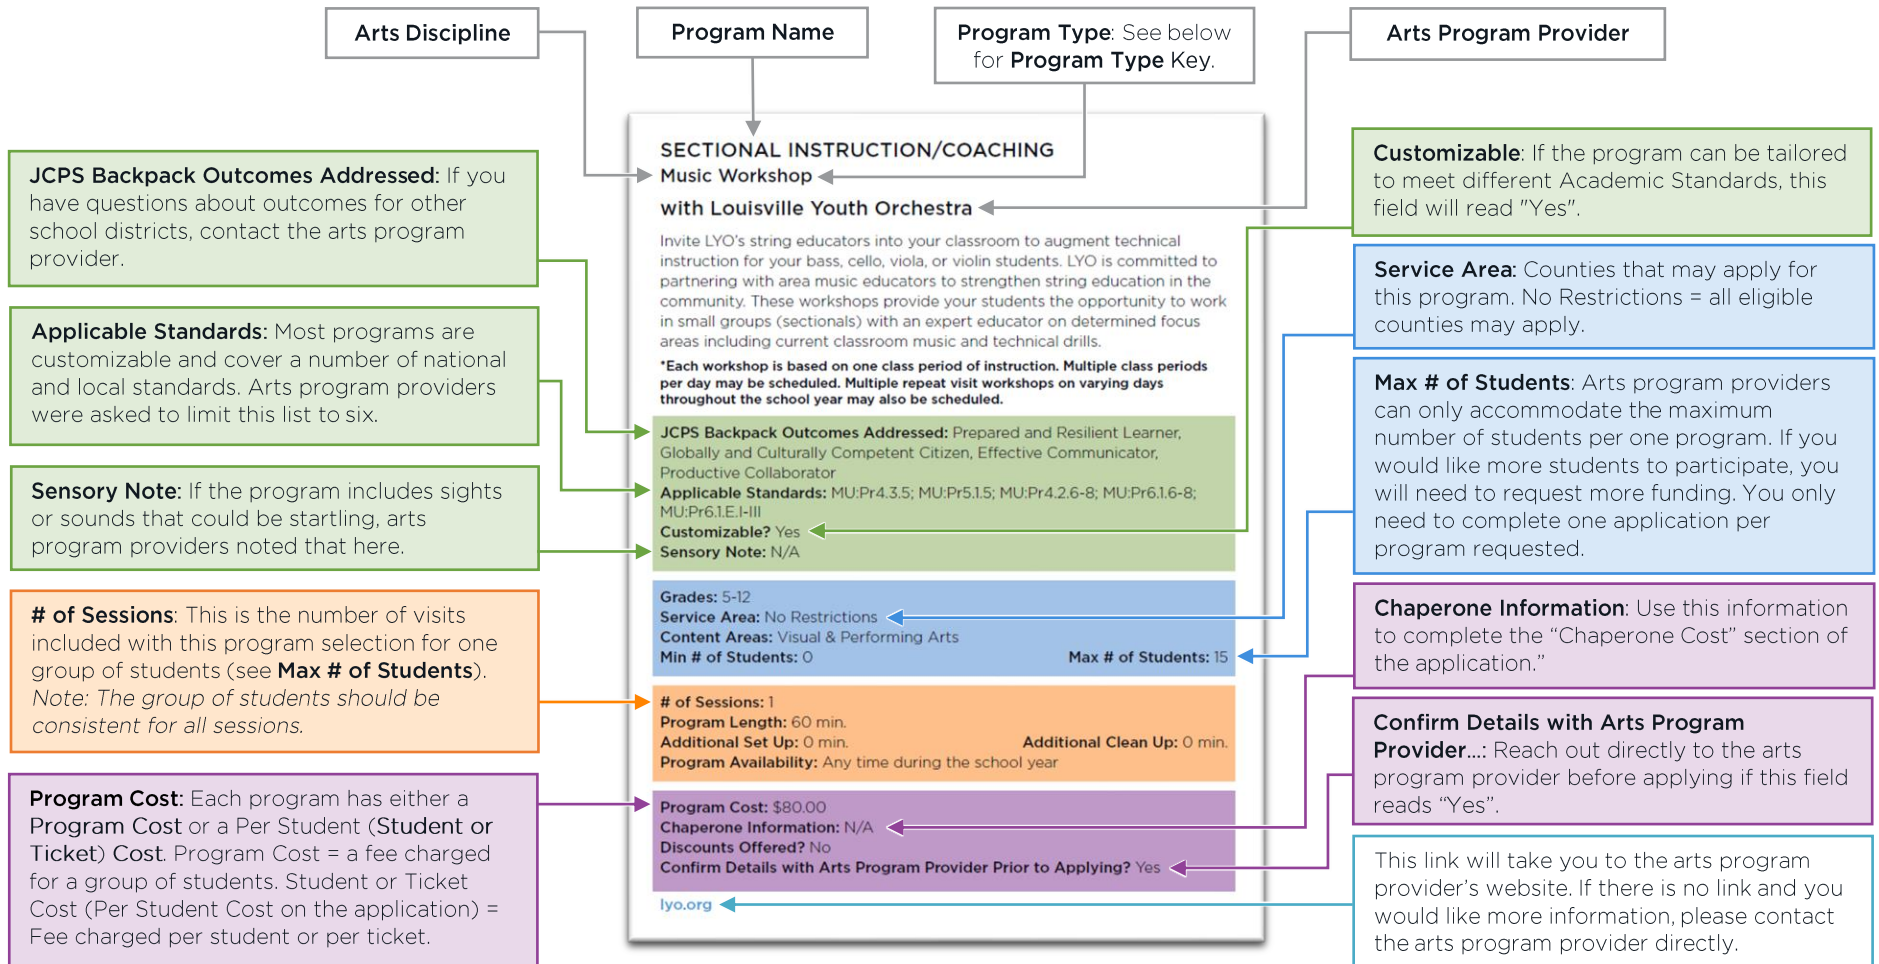 Arts Discipline
Program Name
Program Type: See below
for Program Type Key.
Arts Program Provider
JCPS Backpack Outcomes Addressed: If you
have questions about outcomes for other
school districts, contact the arts program
provider.
Applicable Standards: Most programs are
customizable and cover a number of national
and local standards. Arts program providers
were asked to limit this list to six.
Sensory Note: If the program includes sights
or sounds that could be startling, arts
program providers noted that here.
# of Sessions: This is the number of visits
included with this program selection for one
group of students (see Max # of Students).
Note: The group of students should be
consistent for all sessions.
Program Cost: Each program has either a
Program Cost or a Per Student (Student or
Ticket) Cost. Program Cost = a fee charged
for a group of students. Student or Ticket
Cost (Per Student Cost on the application) =
Fee charged per student or per ticket.
SECTIONAL INSTRUCTION/COACHING
Music Workshop
with Louisville Youth Orchestra
Invite LYO's string educators into your classroom to augment technical
instruction for your bass, cello, viola, or violin students. LYO is committed to
partnering with area music educators to strengthen string education in the
community. These workshops provide your students the opportunity to work
in small groups (sectionals) with an expert educator on determined focus
areas including current classroom music and technical drills.
*Each workshop is based on one class period of instruction. Multiple class periods
per day may be scheduled. Multiple repeat visit workshops on varying days
throughout the school year may also be scheduled.
JCPS Backpack Outcomes Addressed: Prepared and Resilient Learner,
Globally and Culturally Competent Citizen, Effective Communicator,
Productive Collaborator
Applicable Standards: MU:Pr4.3.5; MU:Pr5.1.5; MU:Pr4.2.6-8; MU:Pr6.1.6-8;
MU:Pr6.1.E.I-III
Customizable? Yes
Sensory Note: N/A
Grades: 5-12
Service Area: No Restrictions
Content Areas: Visual & Performing Arts
Min # of Students: 0 Max # of Students: 15
# of Sessions: 1
Program Length: 60 min.
Additional Set Up: 0 min. Additional Clean Up: 0 min.
Program Availability: Any time during the school year
Program Cost: $80.00
Chaperone Information: N/A
Discounts Offered? No
Confirm Details with Arts Program Provider Prior to Applying? Yes
lyo.org
Customizable: If the program can be tailored
to meet different Academic Standards, this
field will read "Yes".
Service Area: Counties that may apply for
this program. No Restrictions = all eligible
counties may apply.
Max # of Students: Arts program providers
can only accommodate the maximum
number of students per one program. If you
would like more students to participate, you
will need to request more funding. You only
need to complete one application per
program requested.
Chaperone Information: Use this information
to complete the “Chaperone Cost” section of
the application.”
Confirm Details with Arts Program
Provider...: Reach out directly to the arts
program provider before applying if this field
reads “Yes”.
This link will take you to the arts program
provider's website. If there is no link and you
would like more information, please contact
the arts program provider directly.